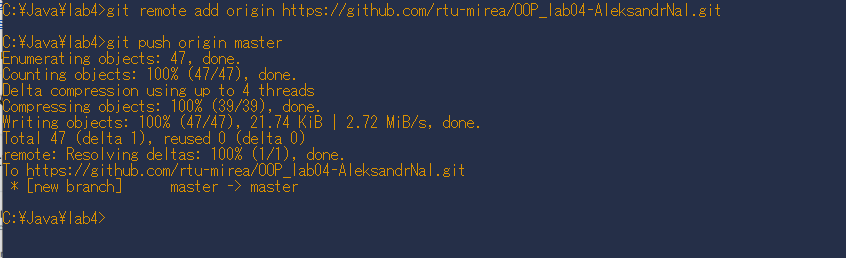 C:¥Java¥lab4>git remote add origin https://github.com/rtu-mirea/OOP_lab04-AleksandrNal.git
C:¥Java¥lab4>git push origin master
Enumerating objects: 47, done.
Counting objects: 100% (47/47), done.
Delta compression using up to 4 threads
Compressing objects: 100% (39/39), done.
Writing objects: 100% (47/47), 21.74 KiB | 2.72 MiB/s, done.
Total 47 (delta 1), reused 0 (delta 0)
remote: Resolving deltas: 100% (1/1), done.
To https://github.com/rtu-mirea/OOP_lab04-AleksandrNal.git
 * [new branch]      master -> master
C:¥Java¥lab4>